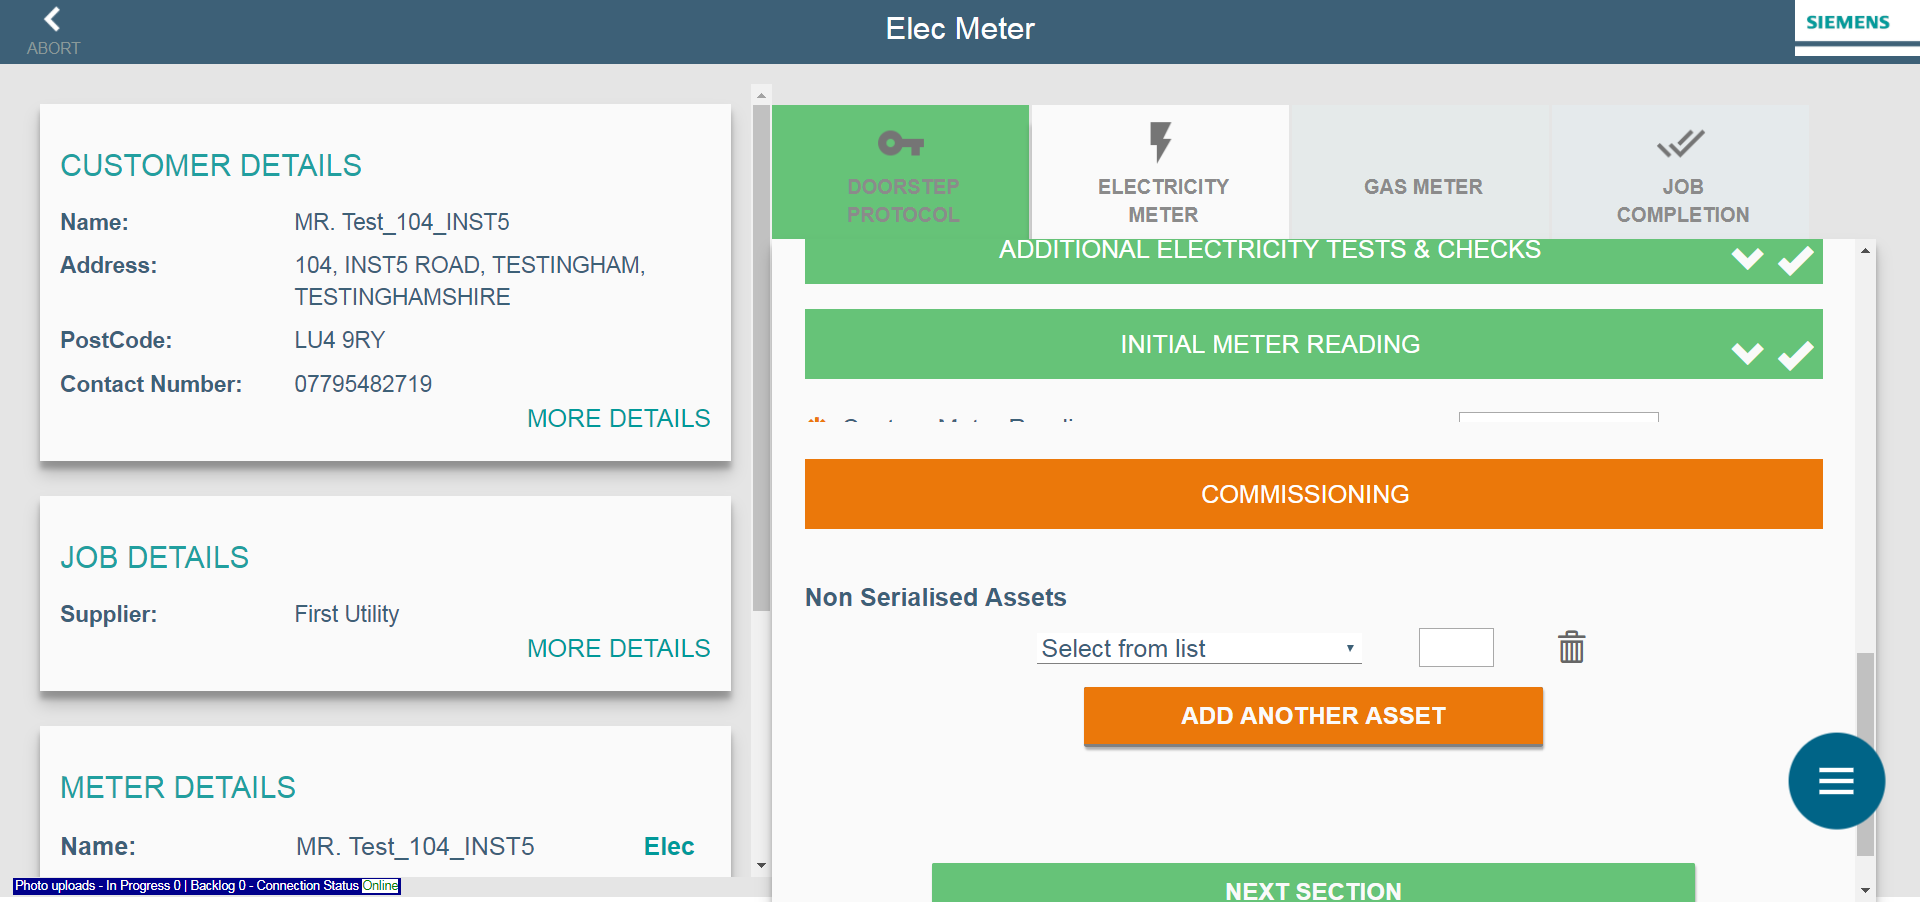 ABORT
Elec Meter
SIEMENS
CUSTOMER DETAILS
Name: MR. Test_104_INST5
Address: 104, INST5 ROAD, TESTINGHAM,
TESTINGHAMSHIRE
PostCode: LU4 9RY
Contact Number: 07795482719
MORE DETAILS
JOB DETAILS
Supplier: First Utility
MORE DETAILS
METER DETAILS
Name: MR. Test_104_INST5 Elec
Photo uploads - In Progress 0 | Backlog 0 - Connection Status Online
DOORSTEP
PROTOCOL
ELECTRICITY
METER
GAS METER
JOB
COMPLETION
ADDITIONAL ELECTRICITY TESTS & CHECKS
INITIAL METER READING
COMMISSIONING
Non Serialised Assets
Select from list
ADD ANOTHER ASSET
NEXT SECTION